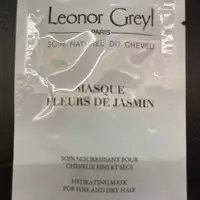 Leonor Greyl
PARIS
SOIN NATUREL DU CHEVEU
MASQUE
FLEURS DE JASMIN
SOIN NOURRISSANT POUR
CHEVEUX FINS ET SECS
HYDRATING MASK
FOR FINE AND DRY HAIR